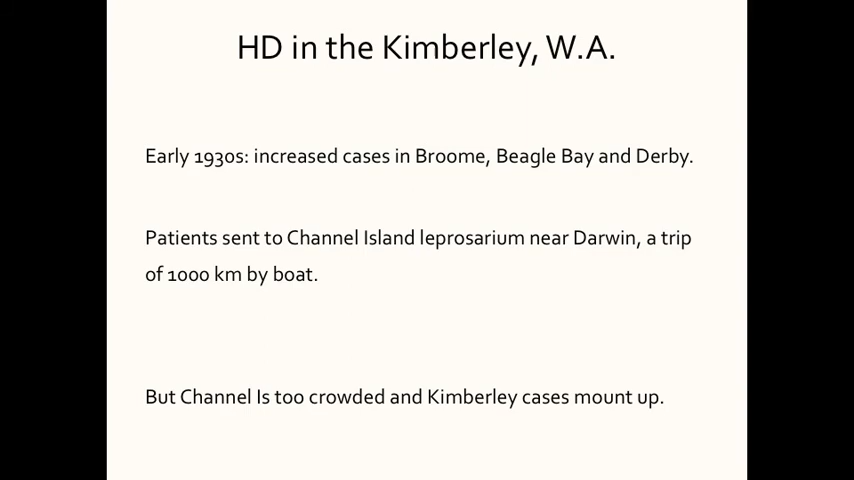 HD in the Kimberley, W.A.
Early 1930s: increased cases in Broome, Beagle Bay and Derby.
Patients sent to Channel Island leprosarium near Darwin, a trip
of 1000 km by boat.
But Channel Is too crowded and Kimberley cases mount up.